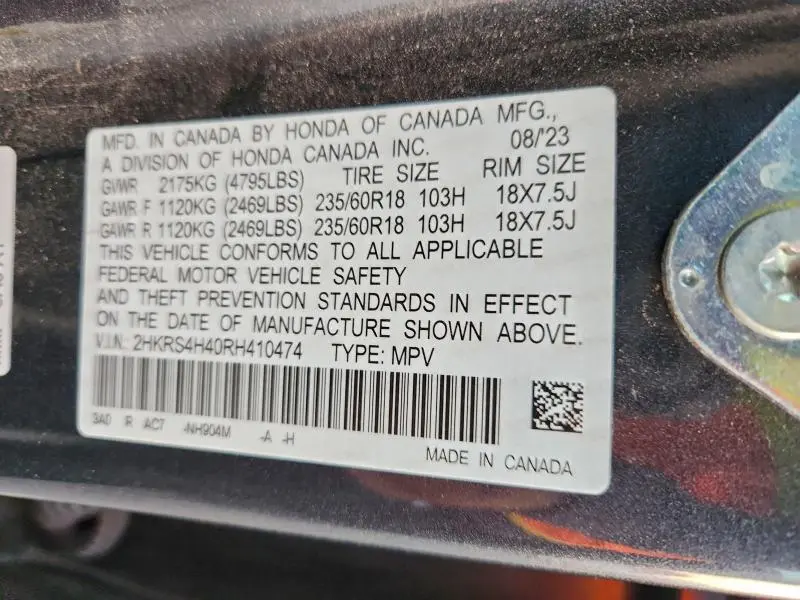 MFD. IN CANADA BY HONDA OF CANADA MFG.,
A DIVISION OF HONDA CANADA INC. 08/'23
GVWR 2175KG (4795LBS) TIRE SIZE RIM SIZE
GAWR F 1120KG (2469LBS) 235/60R18 103H 18X7.5J
GAWR R 1120KG (2469LBS) 235/60R18 103H 18X7.5J
THIS VEHICLE CONFORMS TO ALL APPLICABLE
FEDERAL MOTOR VEHICLE SAFETY
AND THEFT PREVENTION STANDARDS IN EFFECT
ON THE DATE OF MANUFACTURE SHOWN ABOVE.
V.I.N.: 2HKRS4H40RH410474 TYPE: MPV
3A0 R AC7 -NH904M -A -H
MADE IN CANADA